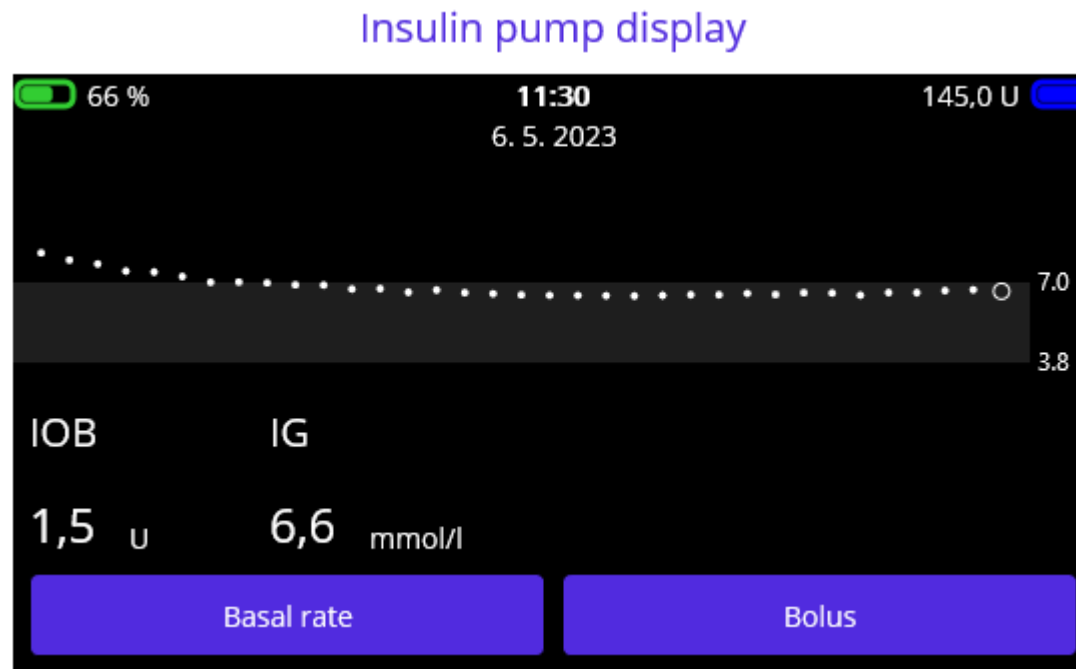 Insulin pump display
66 % 11:30 145,0 U
6. 5. 2023
7.0
3.8
IOB IG
1,5 U 6,6 mmol/l
Basal rate Bolus